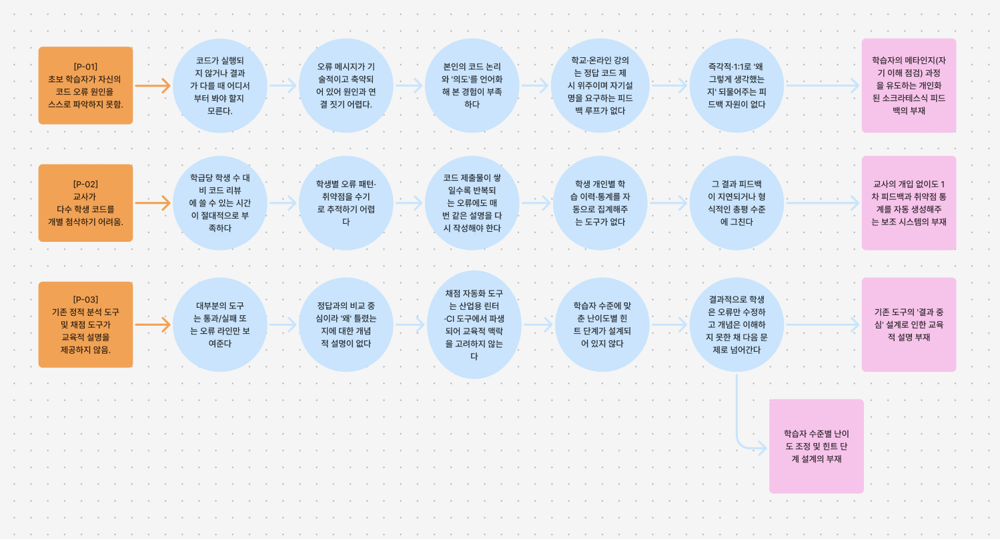 [P-01]
초보 학습자가 자신의
코드 오류 원인을
스스로 파악하지 못함.
코드가 실행되
지 않거나 결과
가 다를 때 어디서
부터 봐야 할지
모른다.
오류 메시지가 기
술적이고 축약되
어 있어 원인과 연
결 짓기 어렵다.
본인의 코드 논리
와 '의도'를 언어화
해 본 경험이 부족
하다
학교·온라인 강의
는 정답 코드 제
시 위주이며 자기설
명을 요구하는 피드
백 루프가 없다
즉각적·1:1로 '왜
그렇게 생각했는
지' 되물어주는 피
드백 자원이 없다
학습자의 메타인지(자
기 이해 점검) 과정
을 유도하는 개인화
된 소크라테스식 피드
백의 부재
[P-02]
교사가
다수 학생 코드를
개별 첨삭하기 어려움.
학급당 학생 수 대
비 코드 리뷰
에 쓸 수 있는 시간
이 절대적으로 부
족하다
학생별 오류 패턴·
취약점을 수기
로 추적하기 어렵
다
코드 제출물이 쌓
일수록 반복되
는 오류에도 매
번 같은 설명을 다
시 작성해야 한다
학생 개인별 학
습 이력·통계를 자
동으로 집계해주
는 도구가 없다
그 결과 피드백
이 지연되거나 형
식적인 총평 수준
에 그친다
교사의 개입 없이도 1
차 피드백과 취약점 통
계를 자동 생성해주
는 보조 시스템의 부재
[P-03]
기존 정적 분석 도구
및 채점 도구가
교육적 설명을
제공하지 않음.
대부분의 도구
는 통과/실패 또
는 오류 라인만 보
여준다
정답과의 비교 중
심이라 '왜' 틀렸는
지에 대한 개념
적 설명이 없다
채점 자동화 도구
는 산업용 린터
·CI 도구에서 파생
되어 교육적 맥락
을 고려하지 않는
다
학습자 수준에 맞
춘 난이도별 힌
트 단계가 설계되
어 있지 않다
결과적으로 학생
은 오류만 수정하
고 개념은 이해하
지 못한 채 다음 문
제로 넘어간다
기존 도구의 '결과 중
심' 설계로 인한 교육
적 설명 부재
학습자 수준별 난이
도 조정 및 힌트 단
계 설계의 부재